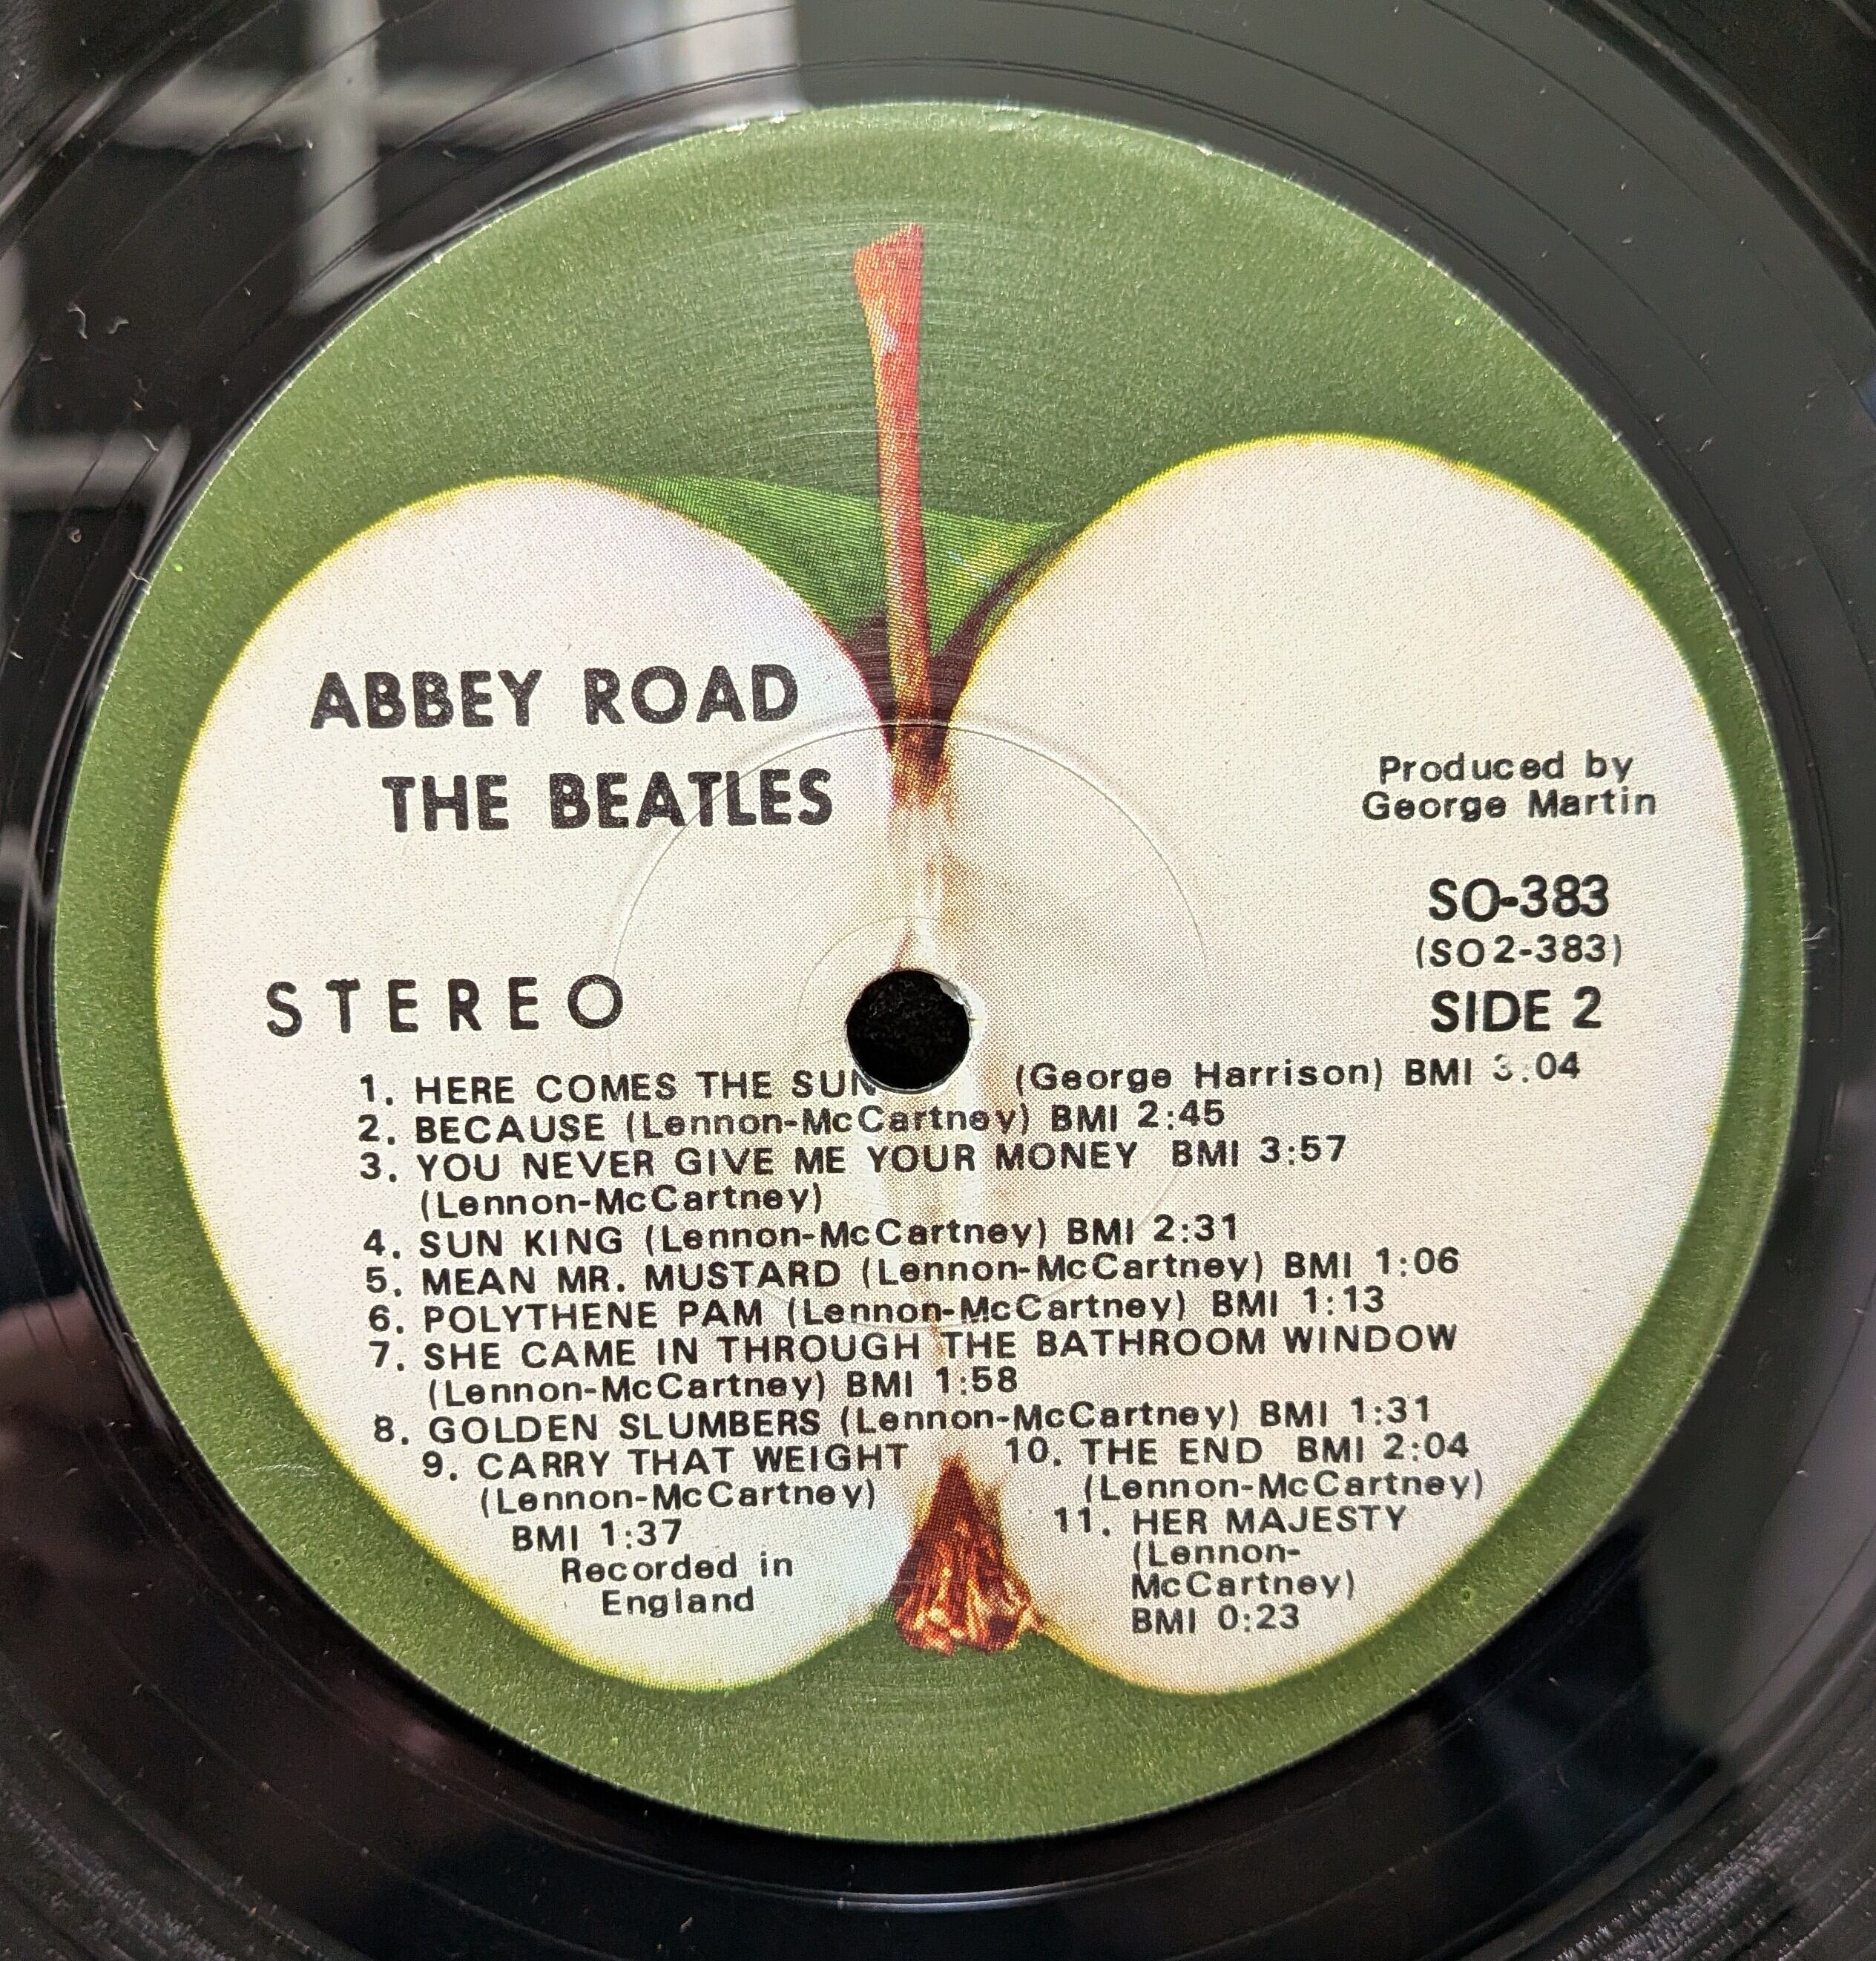 ABBEY ROAD
THE BEATLES
Produced by
George Martin
SO-383
(SO2-383)
SIDE 2
STEREO
1. HERE COMES THE SUN (George Harrison) BMI 3:04
2. BECAUSE (Lennon-McCartney) BMI 2:45
3. YOU NEVER GIVE ME YOUR MONEY BMI 3:57
(Lennon-McCartney)
4. SUN KING (Lennon-McCartney) BMI 2:31
5. MEAN MR. MUSTARD (Lennon-McCartney) BMI 1:06
6. POLYTHENE PAM (Lennon-McCartney) BMI 1:13
7. SHE CAME IN THROUGH THE BATHROOM WINDOW
(Lennon-McCartney) BMI 1:58
8. GOLDEN SLUMBERS (Lennon-McCartney) BMI 1:31
9. CARRY THAT WEIGHT
(Lennon-McCartney)
BMI 1:37
Recorded in
England
10. THE END BMI 2:04
(Lennon-McCartney)
11. HER MAJESTY
(Lennon-
McCartney)
BMI 0:23